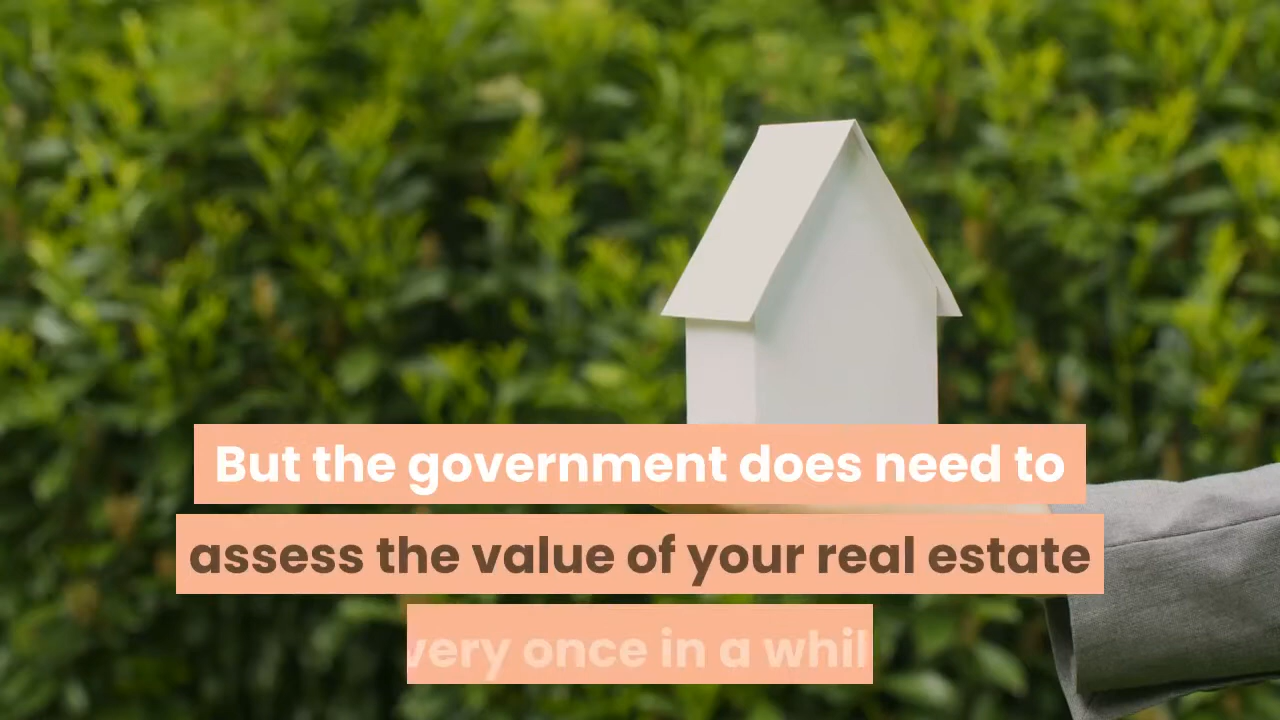 But the government does need to
assess the value of your real estate
very once in a whil